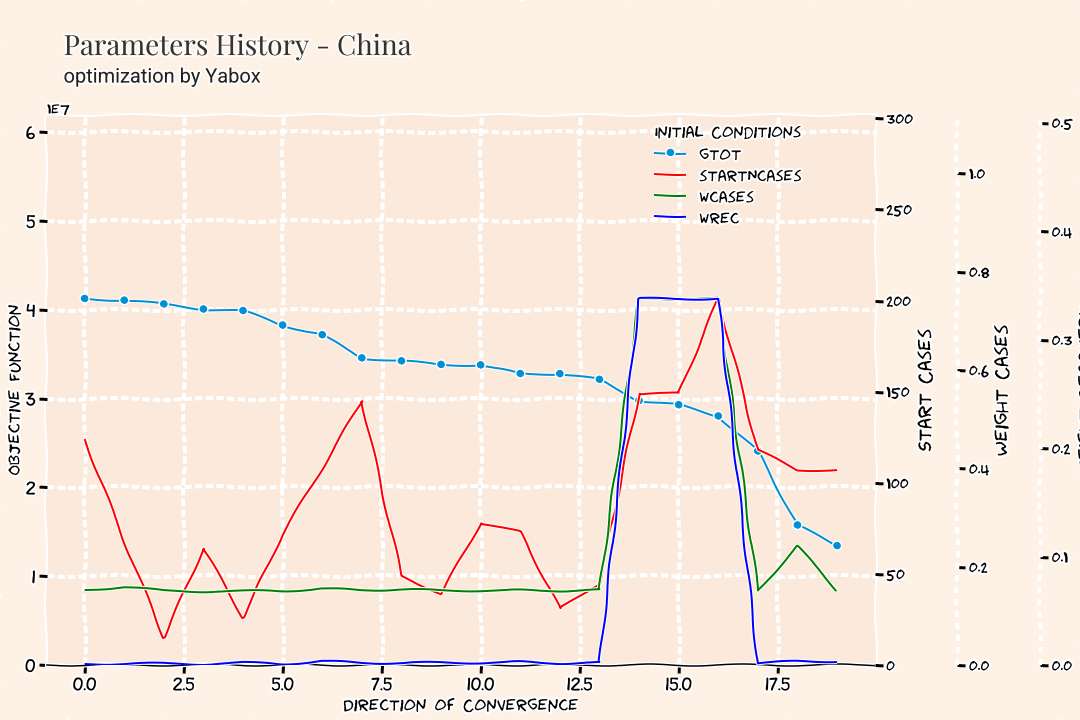 Parameters History - China
optimization by Yabox
1E7
INITIAL CONDITIONS
GTOT
STARTNCASES
WCASES
WREC
6
5
4
3
2
1
0
OBJECTIVE FUNCTION
0.0 2.5 5.0 7.5 10.0 12.5 15.0 17.5
DIRECTION OF CONVERGENCE
300
250
200
150
100
50
0
START CASES
1.0
0.8
0.6
0.4
0.2
0.0
WEIGHT CASES
0.5
0.4
0.3
0.2
0.1
0.0